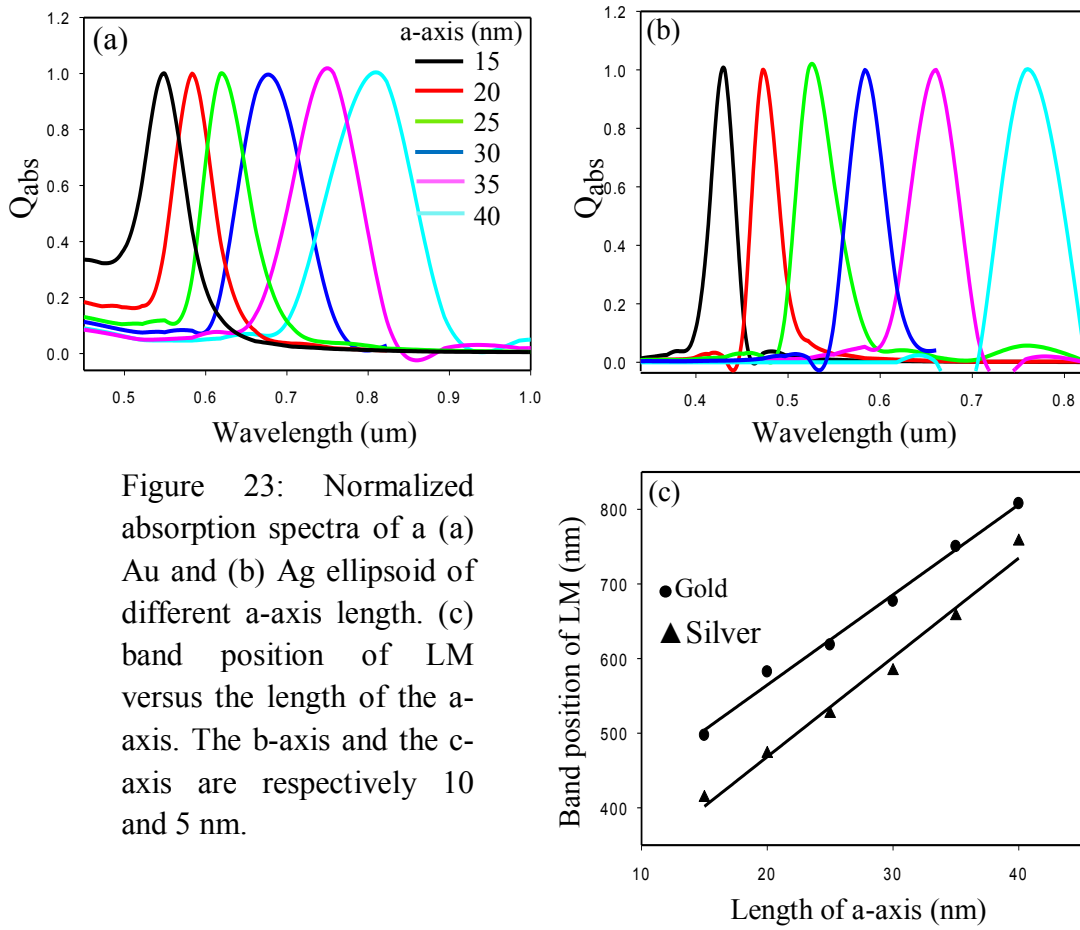 (a)
a-axis (nm)
15
20
25
30
35
40
1.2
1.0
0.8
0.6
0.4
0.2
0.0
Qabs
0.5 0.6 0.7 0.8 0.9 1.0
Wavelength (um)
(b)
1.2
1.0
0.8
0.6
0.4
0.2
0.0
Qabs
0.4 0.5 0.6 0.7 0.8
Wavelength (um)
Figure 23: Normalized
absorption spectra of a (a)
Au and (b) Ag ellipsoid of
different a-axis length. (c)
band position of LM
versus the length of the a-
axis. The b-axis and the c-
axis are respectively 10
and 5 nm.
(c)
Gold
Silver
800
700
600
500
400
Band position of LM (nm)
10 20 30 40
Length of a-axis (nm)